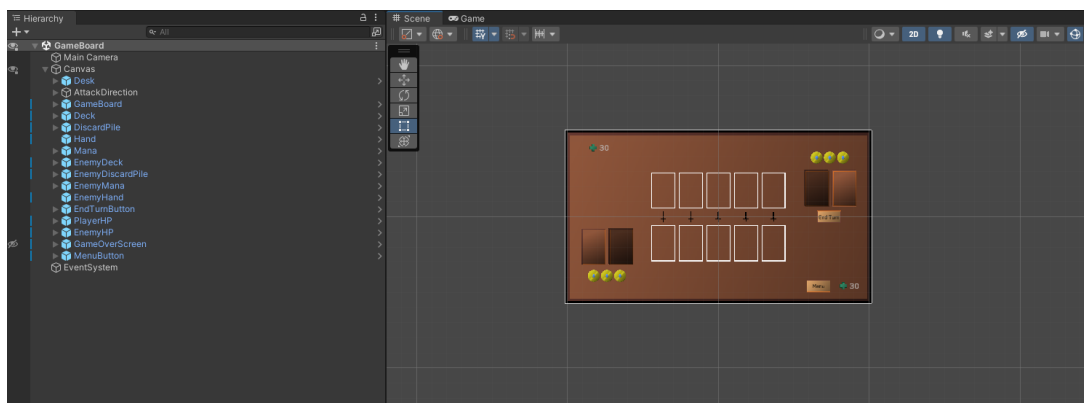 Hierarchy
All
GameBoard
Main Camera
Canvas
Desk
AttackDirection
GameBoard
Deck
DiscardPile
Hand
Mana
EnemyDeck
EnemyDiscardPile
EnemyMana
EnemyHand
EndTurnButton
PlayerHP
EnemyHP
GameOverScreen
MenuButton
EventSystem
Scene Game
2D
30
End Turn
Menu 30